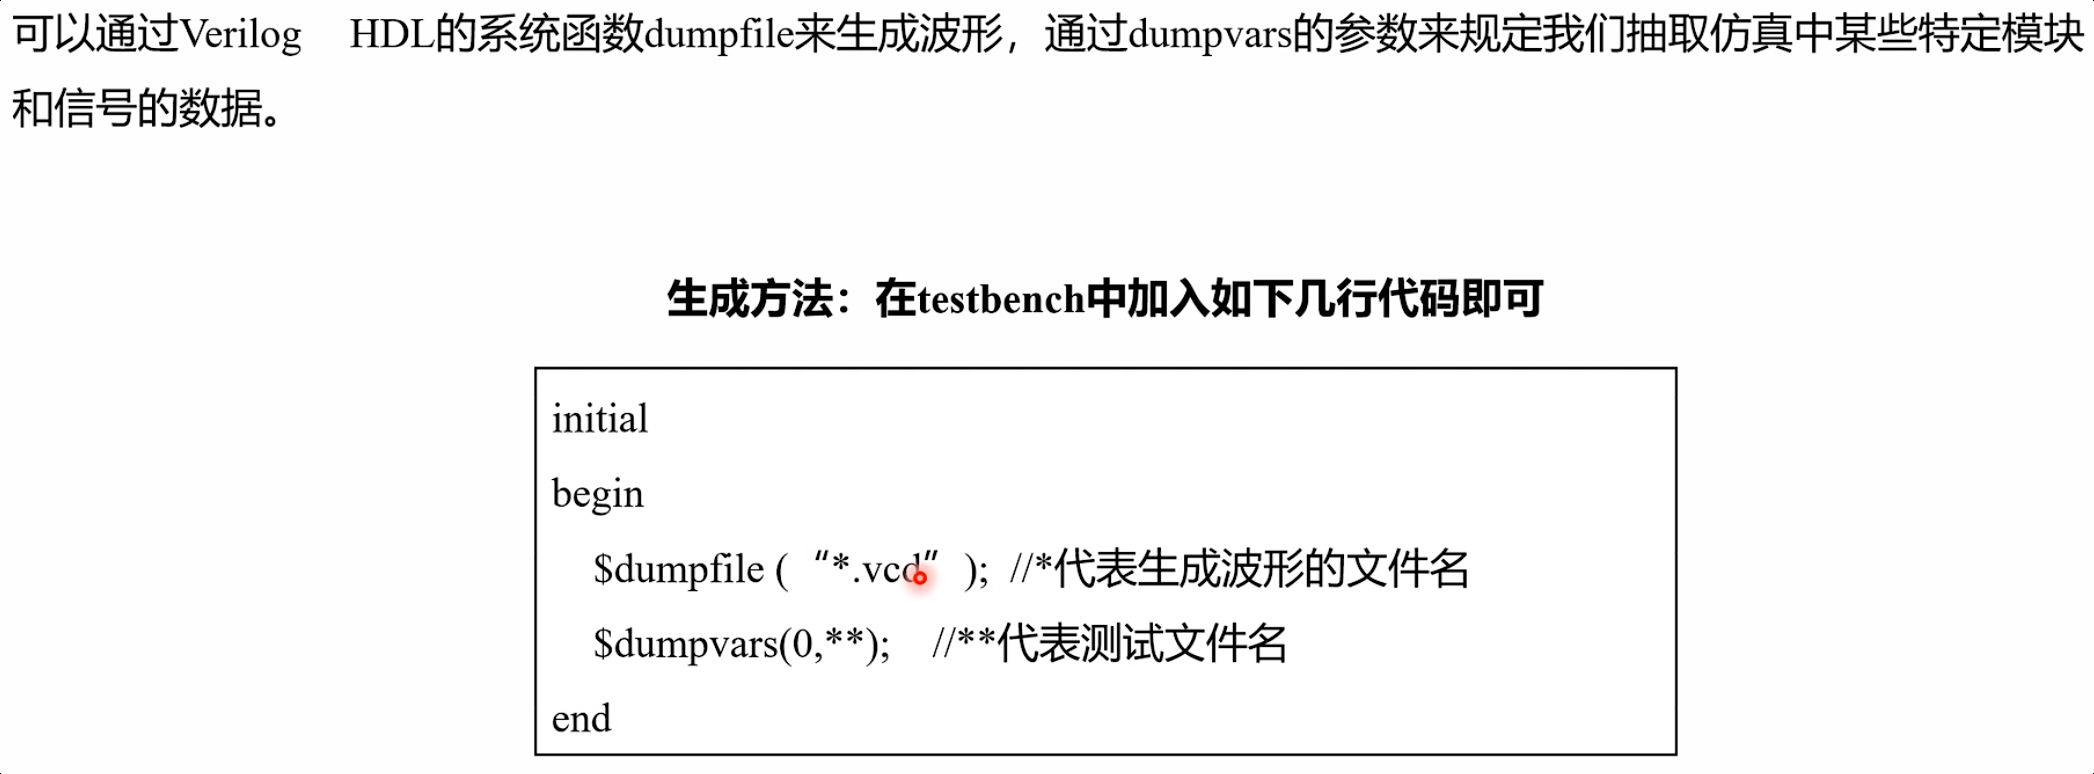 可以通过Verilog HDL的系统函数dumpfile来生成波形，通过dumpvars的参数来规定我们抽取仿真中某些特定模块
和信号的数据。
生成方法：在testbench中加入如下几行代码即可
initial
begin
$dumpfile (“*.vcd”); //*代表生成波形的文件名
$dumpvars(0,**); //**代表测试文件名
end